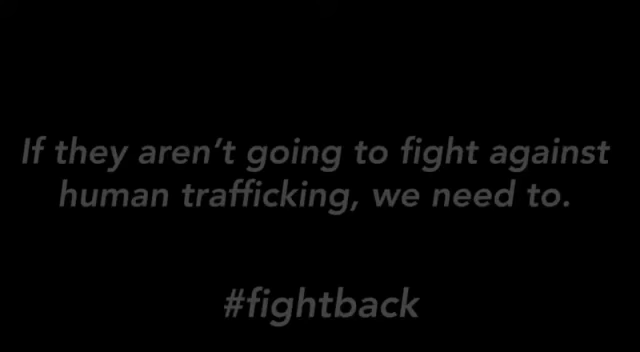 If they aren't going to fight against
human trafficking, we need to.
#fightback